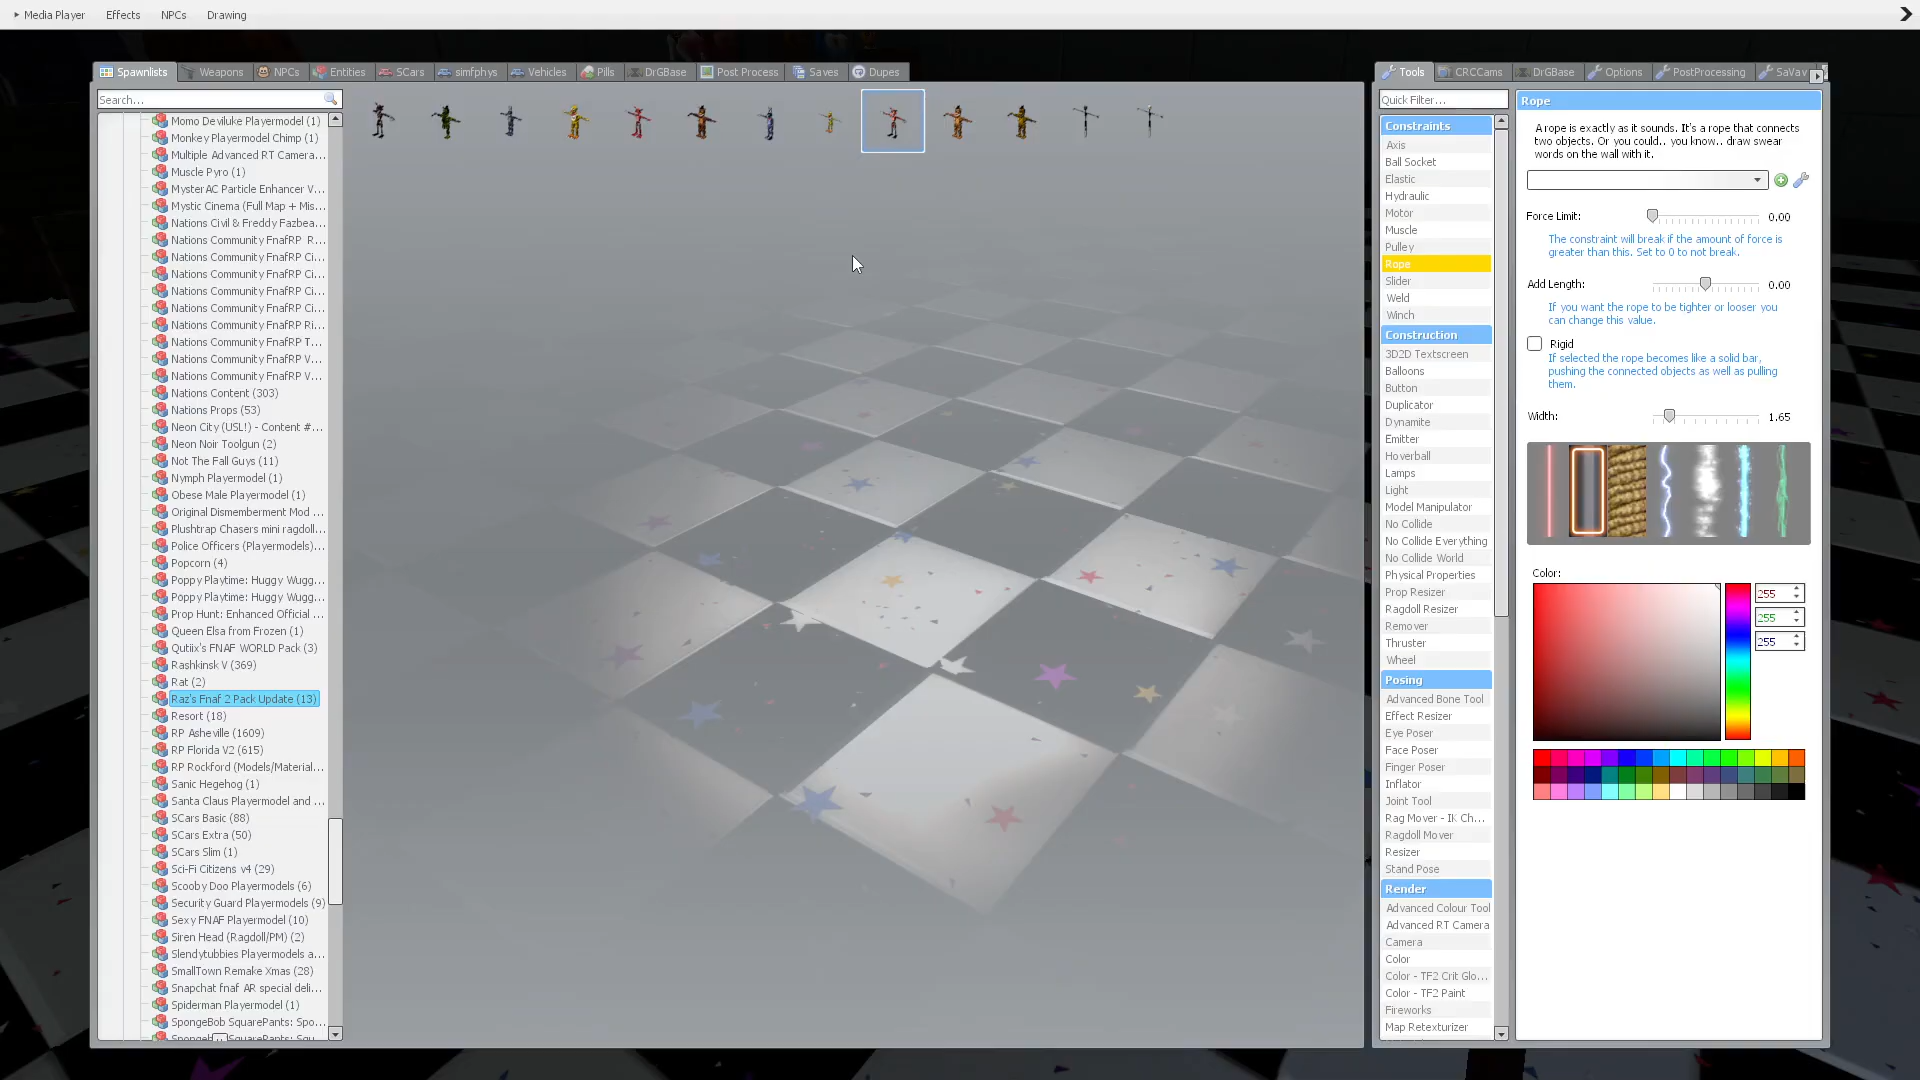 Media Player
Effects
NPCs
Drawing
Spawnlists
Weapons
NPCs
Entities
SCars
simfphys
Vehicles
Pills
DrGBase
Post Process
Saves
Dupes
Search...
Momo Deviluke Playermodel (1)
Monkey Playermodel Chimp (1)
Multiple Advanced RT Camera...
Muscle Pyro (1)
MysterAC Particle Enhancer V...
Mystic Cinema (Full Map + Mis...
Nations Civil & Freddy Fazbea...
Nations Community FnafRP R...
Nations Community FnafRP Ci...
Nations Community FnafRP Ci...
Nations Community FnafRP Ci...
Nations Community FnafRP Ci...
Nations Community FnafRP Ri...
Nations Community FnafRP T...
Nations Community FnafRP V...
Nations Community FnafRP V...
Nations Content (303)
Nations Props (53)
Neon City (USL!) - Content #...
Neon Noir Toolgun (2)
Not The Fall Guys (11)
Nymph Playermodel (1)
Obese Male Playermodel (1)
Original Dismemberment Mod ...
Plushtrap Chasers mini ragdoll...
Police Officers (Playermodels)...
Popcorn (4)
Poppy Playtime: Huggy Wugg...
Poppy Playtime: Huggy Wugg...
Prop Hunt: Enhanced Official ...
Queen Elsa from Frozen (1)
Qutiix's FNAF WORLD Pack (3)
Rashkinsk V (369)
Rat (2)
Raz's Fnaf 2 Pack Update (13)
Resort (18)
RP Asheville (1609)
RP Florida V2 (615)
RP Rockford (Models/Material...
Sanic Hegehog (1)
Santa Claus Playermodel and ...
SCars Basic (88)
SCars Extra (50)
SCars Slim (1)
Sci-Fi Citizens v4 (29)
Scooby Doo Playermodels (6)
Security Guard Playermodels (9)
Sexy FNAF Playermodel (10)
Siren Head (Ragdoll/PM) (2)
Slendytubbies Playermodels a...
SmallTown Remake Xmas (28)
Snapchat fnaf AR special deli...
Spiderman Playermodel (1)
SpongeBob SquarePants: Spo...
Tools
CRCCams
DrGBase
Options
PostProcessing
SaVav
Quick Filter...
Constraints
Axis
Ball Socket
Elastic
Hydraulic
Motor
Muscle
Pulley
Rope
Slider
Weld
Winch
Construction
3D2D Textscreen
Balloons
Button
Duplicator
Dynamite
Emitter
Hoverball
Lamps
Light
Model Manipulator
No Collide
No Collide Everything
No Collide World
Physical Properties
Prop Resizer
Ragdoll Resizer
Remover
Thruster
Wheel
Posing
Advanced Bone Tool
Effect Resizer
Eye Poser
Face Poser
Finger Poser
Inflator
Joint Tool
Rag Mover - IK Ch...
Ragdoll Mover
Resizer
Stand Pose
Render
Advanced Colour Tool
Advanced RT Camera
Camera
Color
Color - TF2 Crit Glo...
Color - TF2 Paint
Fireworks
Map Retexturizer
Rope
A rope is exactly as it sounds. It's a rope that connects
two objects. Or you could.. you know.. draw swear
words on the wall with it.
Force Limit: 0.00
The constraint will break if the amount of force is
greater than this. Set to 0 to not break.
Add Length: 0.00
If you want the rope to be tighter or looser you
can change this value.
Rigid
If selected the rope becomes like a solid bar,
pushing the connected objects as well as pulling
them.
Width: 1.65
Color:
255
255
255